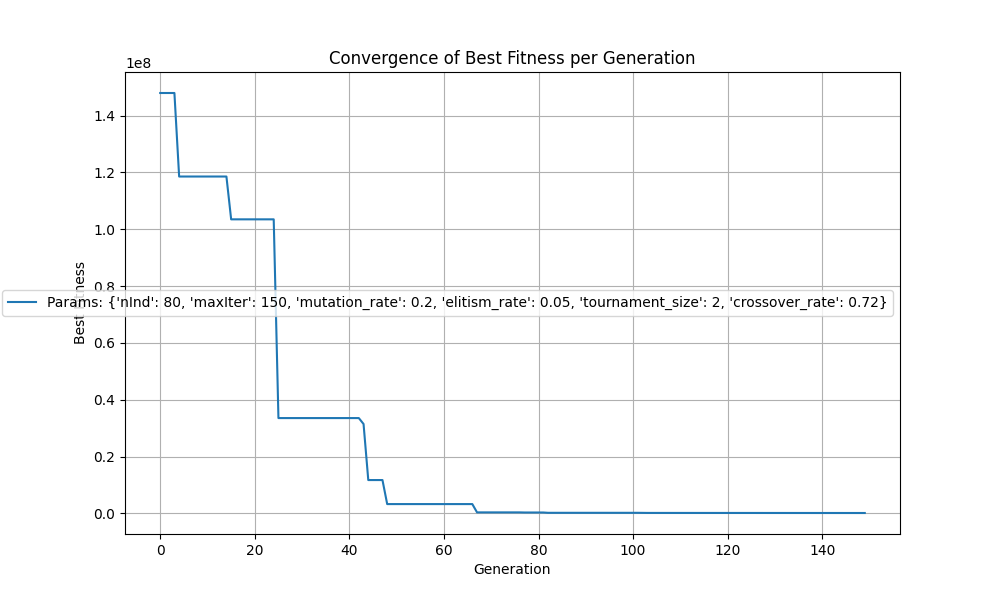 Convergence of Best Fitness per Generation
1e8
1.4
1.2
1.0
0.8
Params: {'nInd': 80, 'maxIter': 150, 'mutation_rate': 0.2, 'elitism_rate': 0.05, 'tournament_size': 2, 'crossover_rate': 0.72}
0.6
0.4
0.2
0.0
0 20 40 60 80 100 120 140
Generation
Best